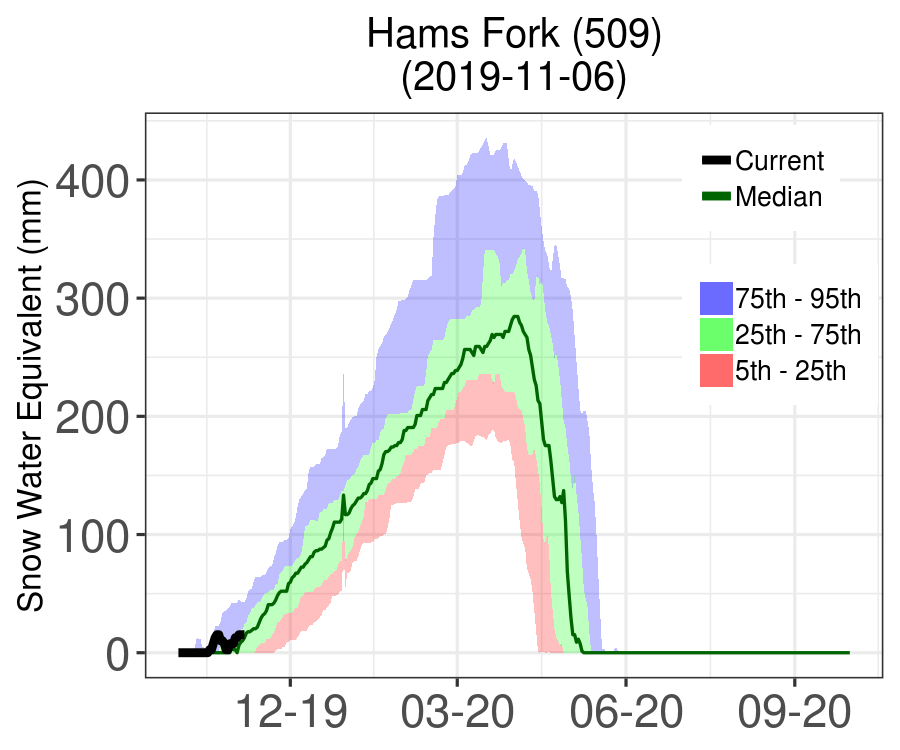 Hams Fork (509)
(2019-11-06)
Snow Water Equivalent (mm)
400
300
200
100
0
Current
Median
75th - 95th
25th - 75th
5th - 25th
12-19 03-20 06-20 09-20